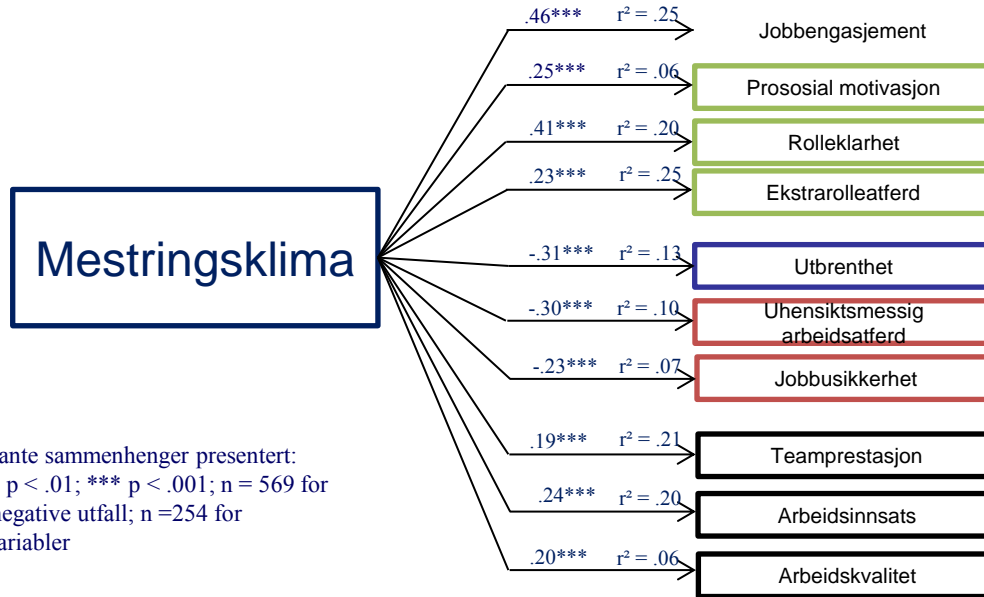 .46*** r² = .25
Jobbengasjement
.25*** r² = .06
Prososial motivasjon
.41*** r² = .20
Rolleklarhet
.23*** r² = .25
Ekstrarolleatferd
Mestringsklima
-.31*** r² = .13
Utbrenthet
-.30*** r² = .10
Uhensiktsmessig
arbeidsatferd
-.23*** r² = .07
Jobbusikkerhet
.19*** r² = .21
Teamprestasjon
.24*** r² = .20
Arbeidsinnsats
.20*** r² = .06
Arbeidskvalitet
ante sammenhenger presentert:
p < .01; *** p < .001; n = 569 for
negative utfall; n =254 for
ariabler